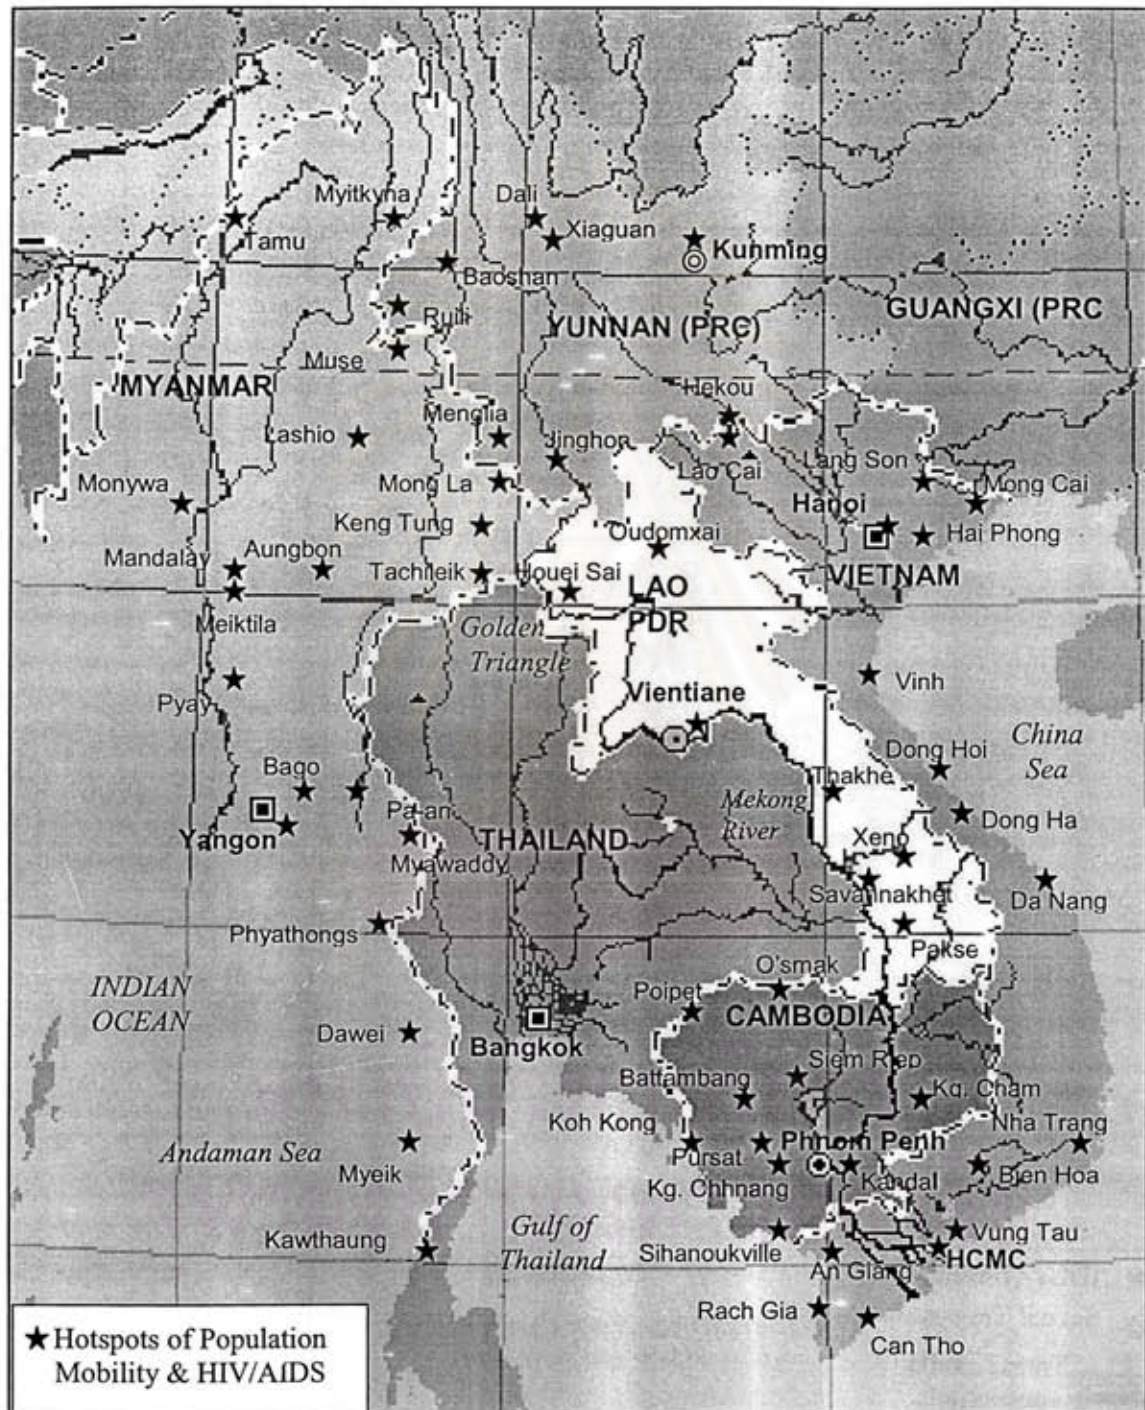 Myitkyna
Dali
Tamu
Xiaguan
Kunming
Baoshan
Ruili
YUNNAN (PRC)
GUANGXI (PRC
Muse
MYANMAR
Hekou
Menglia
Lashio
Jinghon
Lao Cai
Lang Son
Monywa
Mong La
Mong Cai
Hanoi
Keng Tung
Oudomxai
Hai Phong
Mandalay
Aungbon
Tachileik
Houei Sai
LAO
PDR
VIETNAM
Meiktila
Golden
Triangle
Vientiane
Vinh
Pyay
China
Sea
Dong Hoi
Bago
Thakhe
Mekong
River
Pa-an
Dong Ha
Yangon
THAILAND
Xeno
Myawaddy
Savannakhet
Da Nang
Phyathongs
Pakse
O'smak
INDIAN
OCEAN
Poipet
CAMBODIA
Dawei
Bangkok
Siem Riep
Battambang
Kg. Cham
Koh Kong
Nha Trang
Phnom Penh
Andaman Sea
Pursat
Myeik
Kg. Chhnang
Kandal
Bien Hoa
Gulf of
Thailand
Kawthaung
Sihanoukville
Vung Tau
HCMC
An Giang
Rach Gia
Can Tho
Hotspots of Population
Mobility & HIV/AIDS